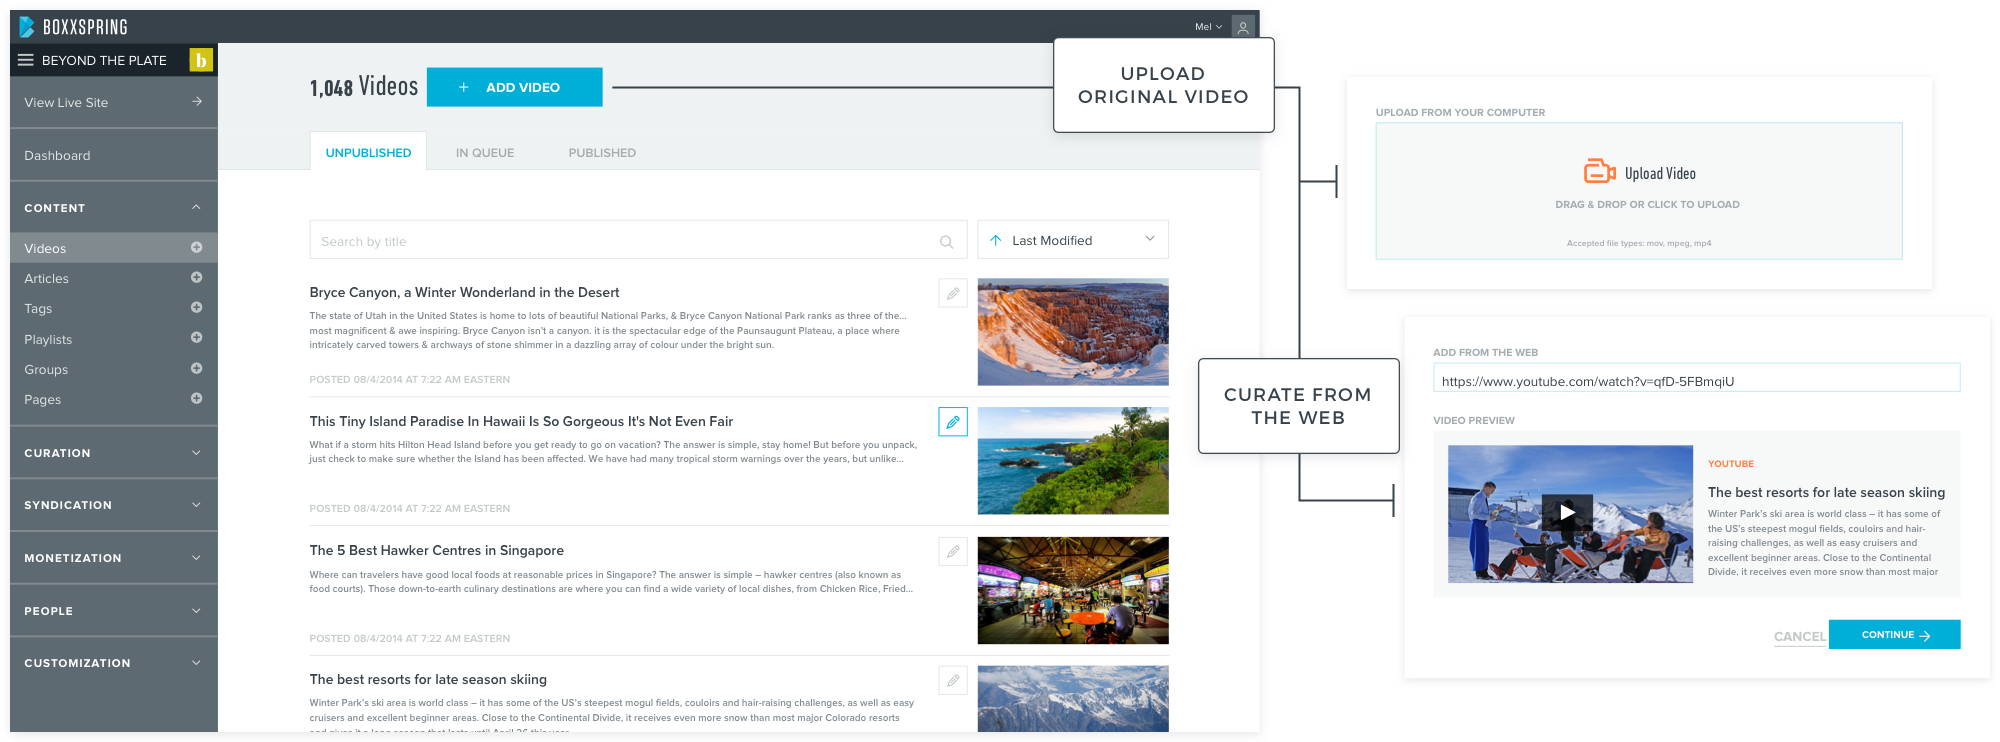 BOXXSPRING
Mel
BEYOND THE PLATE
b
View Live Site
Dashboard
CONTENT
Videos
Articles
Tags
Playlists
Groups
Pages
CURATION
SYNDICATION
MONETIZATION
PEOPLE
CUSTOMIZATION
1,048 Videos
+ ADD VIDEO
UNPUBLISHED
IN QUEUE
PUBLISHED
Search by title
Last Modified
Bryce Canyon, a Winter Wonderland in the Desert
The state of Utah in the United States is home to lots of beautiful National Parks, & Bryce Canyon National Park ranks as three of the...
most magnificent & awe inspiring. Bryce Canyon isn't a canyon. it is the spectacular edge of the Paunsaugunt Plateau, a place where
intricately carved towers & archways of stone shimmer in a dazzling array of colour under the bright sun.
POSTED 08/4/2014 AT 7:22 AM EASTERN
This Tiny Island Paradise In Hawaii Is So Gorgeous It's Not Even Fair
What if a storm hits Hilton Head Island before you get ready to go on vacation? The answer is simple, stay home! But before you unpack,
just check to make sure whether the Island has been affected. We have had many tropical storm warnings over the years, but unlike...
POSTED 08/4/2014 AT 7:22 AM EASTERN
The 5 Best Hawker Centres in Singapore
Where can travelers have good local foods at reasonable prices in Singapore? The answer is simple – hawker centres (also known as
food courts). Those down-to-earth culinary destinations are where you can find a wide variety of local dishes, from Chicken Rice, Fried...
POSTED 08/4/2014 AT 7:22 AM EASTERN
The best resorts for late season skiing
Winter Park's ski area is world class – it has some of the US's steepest mogul fields, couloirs and hair-raising challenges, as well as easy
cruisers and excellent beginner areas. Close to the Continental Divide, it receives even more snow than most major Colorado resorts
and gives it a long season that lasts until April 26 this year.
UPLOAD
ORIGINAL VIDEO
CURATE FROM
THE WEB
UPLOAD FROM YOUR COMPUTER
Upload Video
DRAG & DROP OR CLICK TO UPLOAD
Accepted file types: mov, mpeg, mp4
ADD FROM THE WEB
https://www.youtube.com/watch?v=qfD-5FBmqiU
VIDEO PREVIEW
YOUTUBE
The best resorts for late season skiing
Winter Park's ski area is world class – it has some of
the US's steepest mogul fields, couloirs and hair-
raising challenges, as well as easy cruisers and
excellent beginner areas. Close to the Continental
Divide, it receives even more snow than most major
CANCEL
CONTINUE